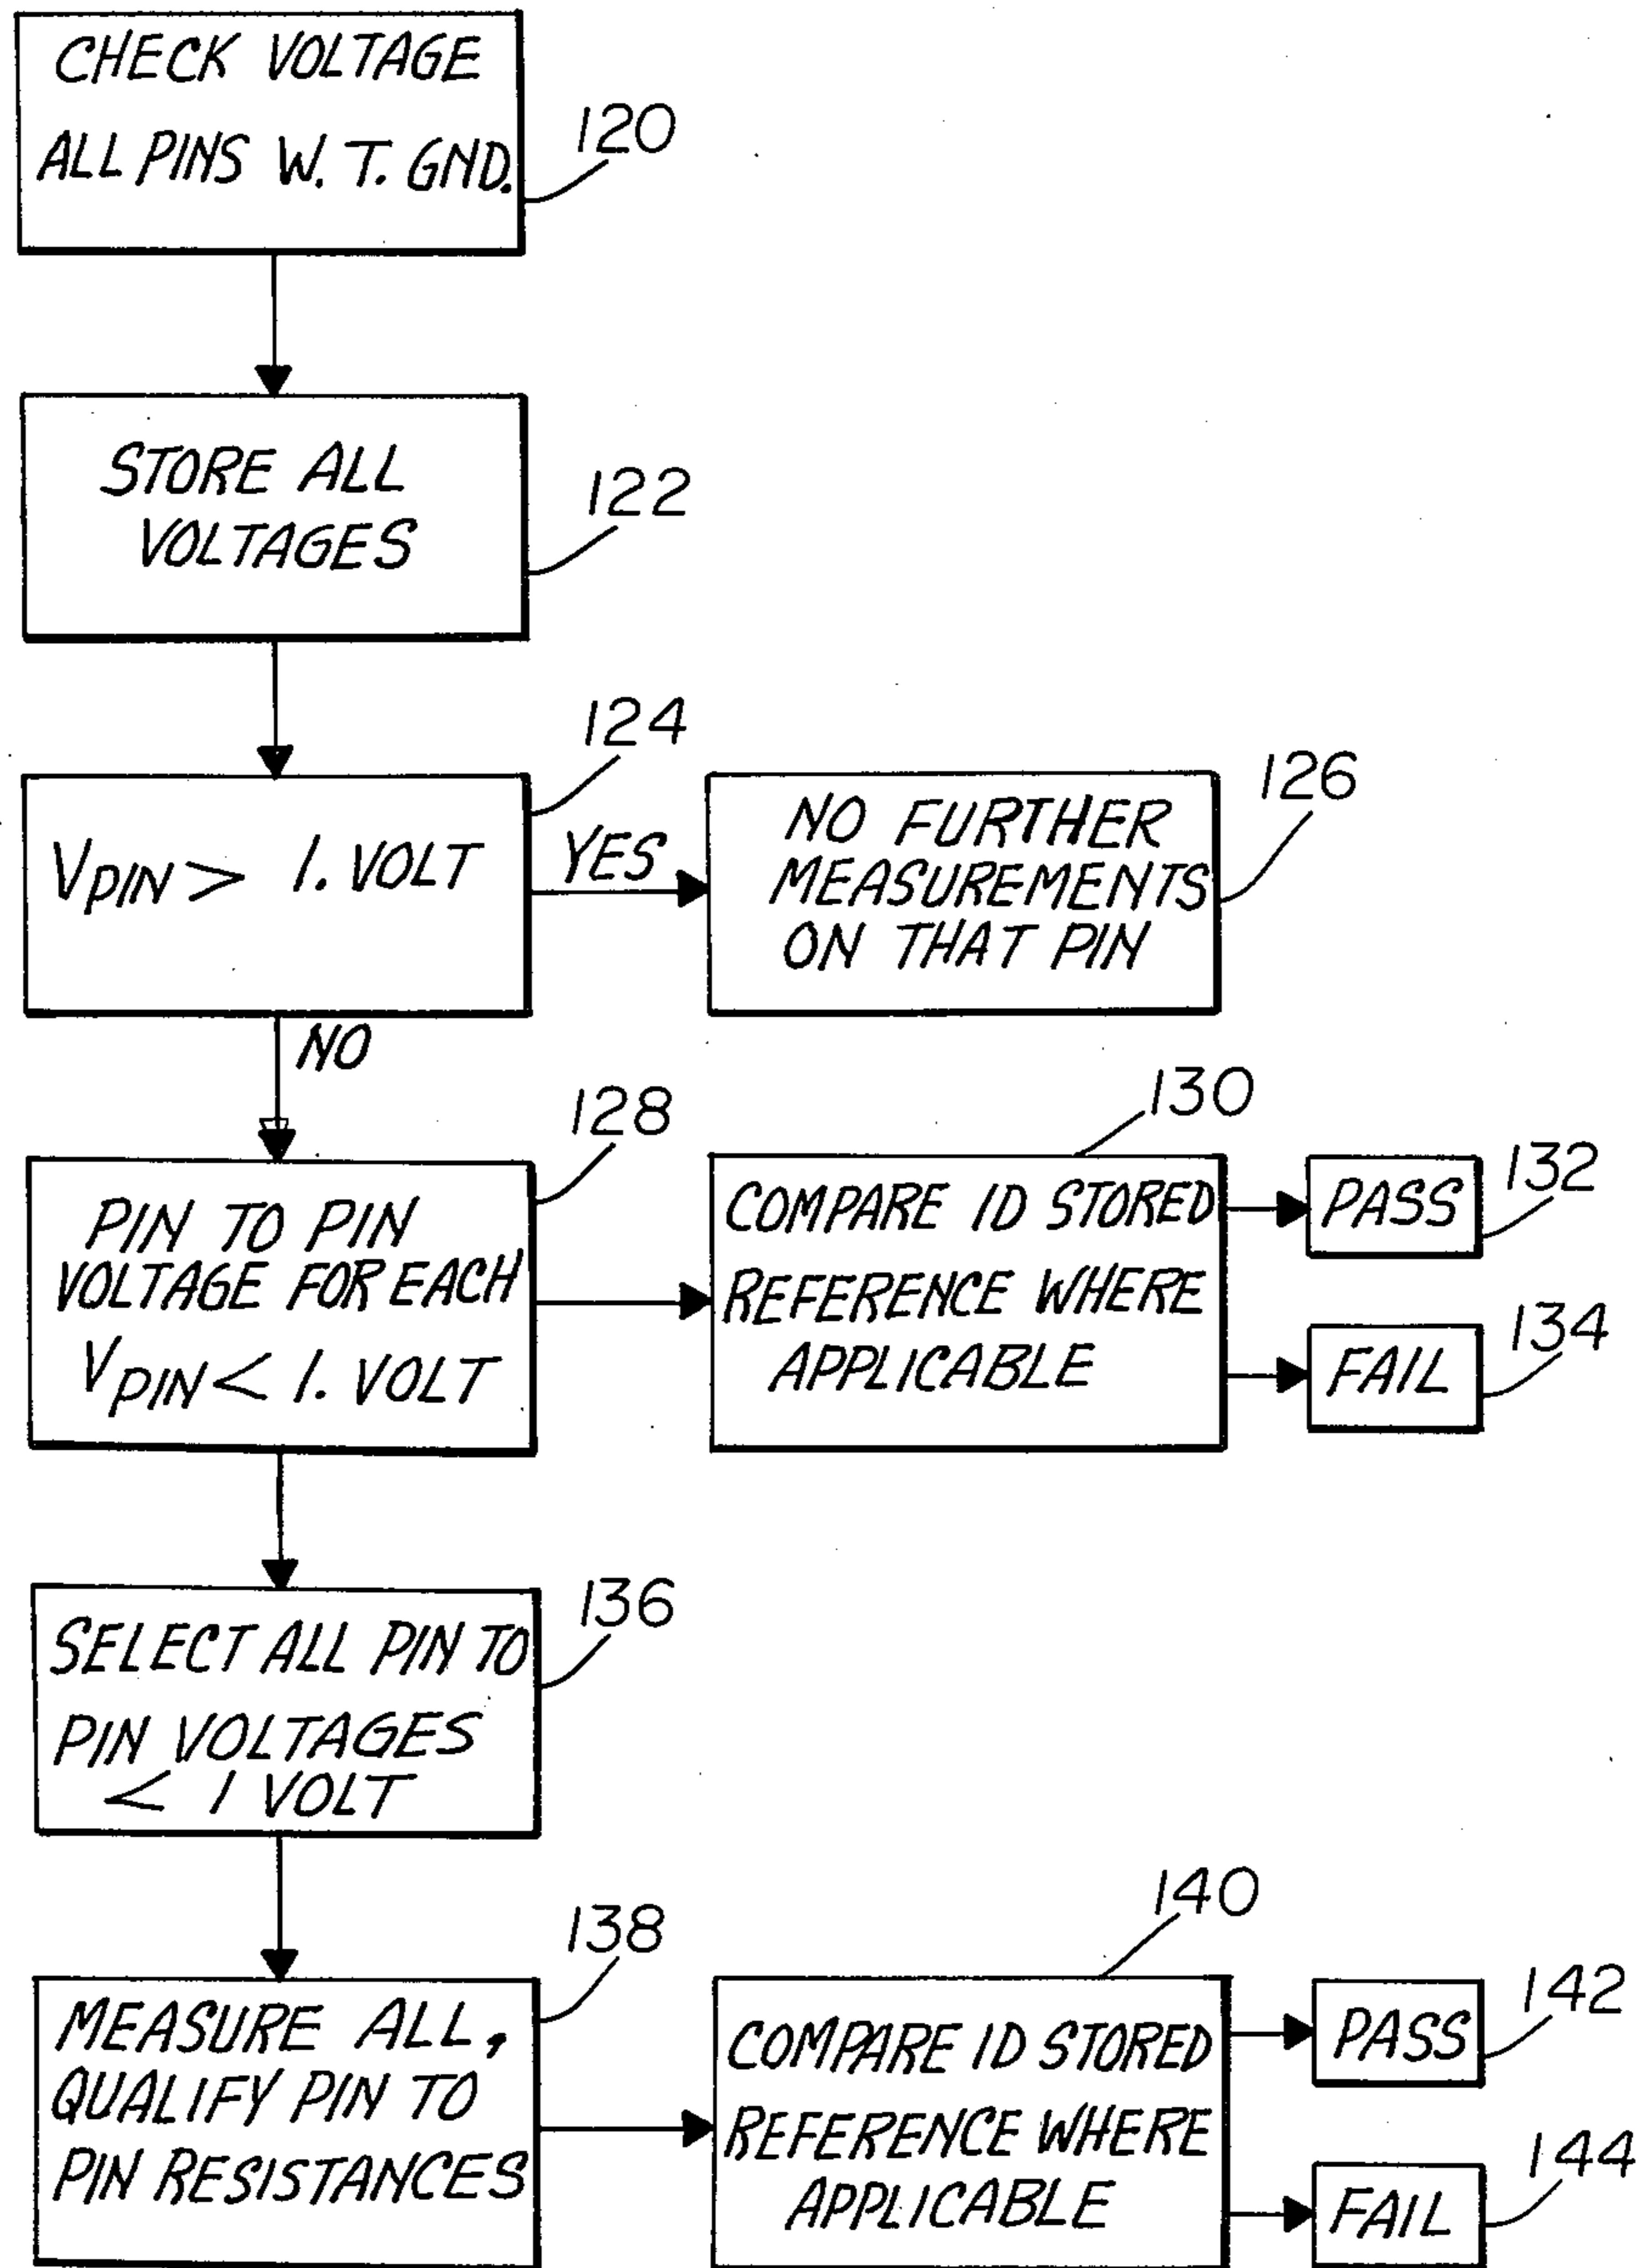 CHECK VOLTAGE
ALL PINS W. T. GND.
120
STORE ALL
VOLTAGES
122
124
VPIN > 1. VOLT
YES
NO FURTHER
MEASUREMENTS
ON THAT PIN
126
NO
128
PIN TO PIN
VOLTAGE FOR EACH
VPIN < 1. VOLT
130
COMPARE ID STORED
REFERENCE WHERE
APPLICABLE
PASS
132
FAIL
134
SELECT ALL PIN TO
PIN VOLTAGES
< 1 VOLT
136
138
MEASURE ALL,
QUALIFY PIN TO
PIN RESISTANCES
140
COMPARE ID STORED
REFERENCE WHERE
APPLICABLE
PASS
142
FAIL
144